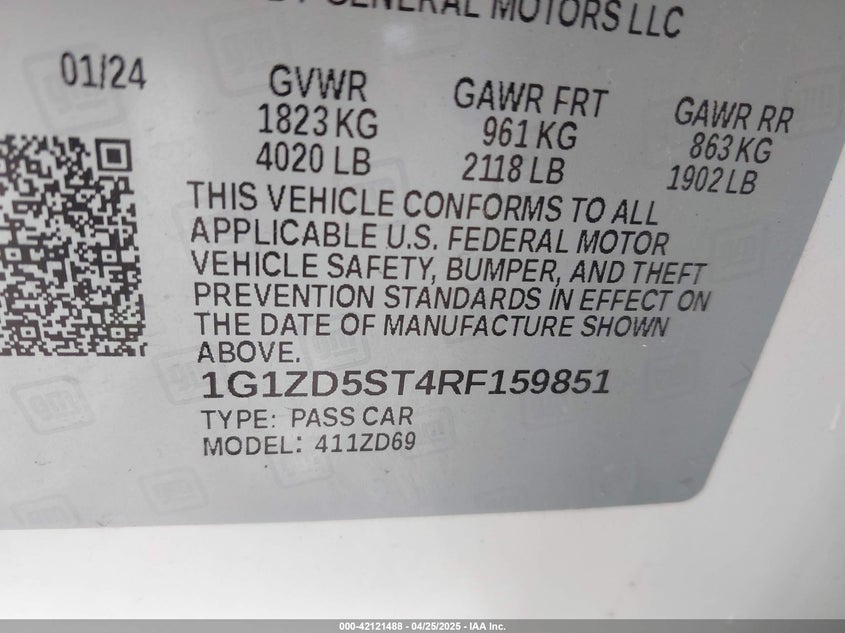 GENERAL MOTORS LLC
01/24
GVWR GAWR FRT GAWR RR
1823 KG 961 KG 863 KG
4020 LB 2118 LB 1902 LB
THIS VEHICLE CONFORMS TO ALL
APPLICABLE U.S. FEDERAL MOTOR
VEHICLE SAFETY, BUMPER, AND THEFT
PREVENTION STANDARDS IN EFFECT ON
THE DATE OF MANUFACTURE SHOWN
ABOVE.
1G1ZD5ST4RF159851
TYPE: PASS CAR
MODEL: 411ZD69
000-42121488 - 04/25/2025 - IAA Inc.